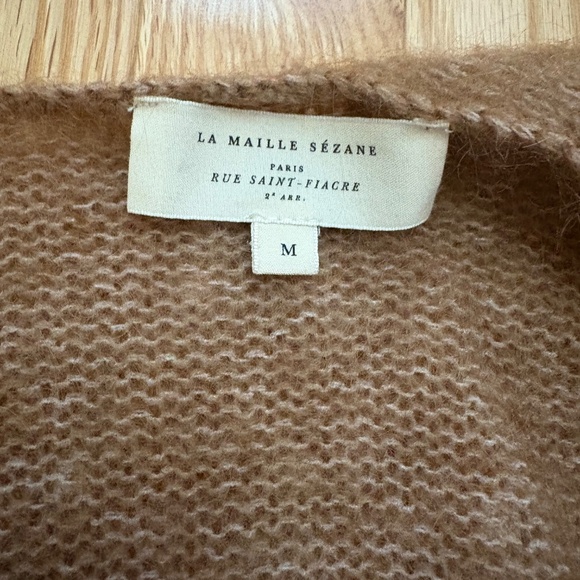 LA MAILLE SÉZANE
PARIS
RUE SAINT-FIACRE
2ᵉ ARR.
M